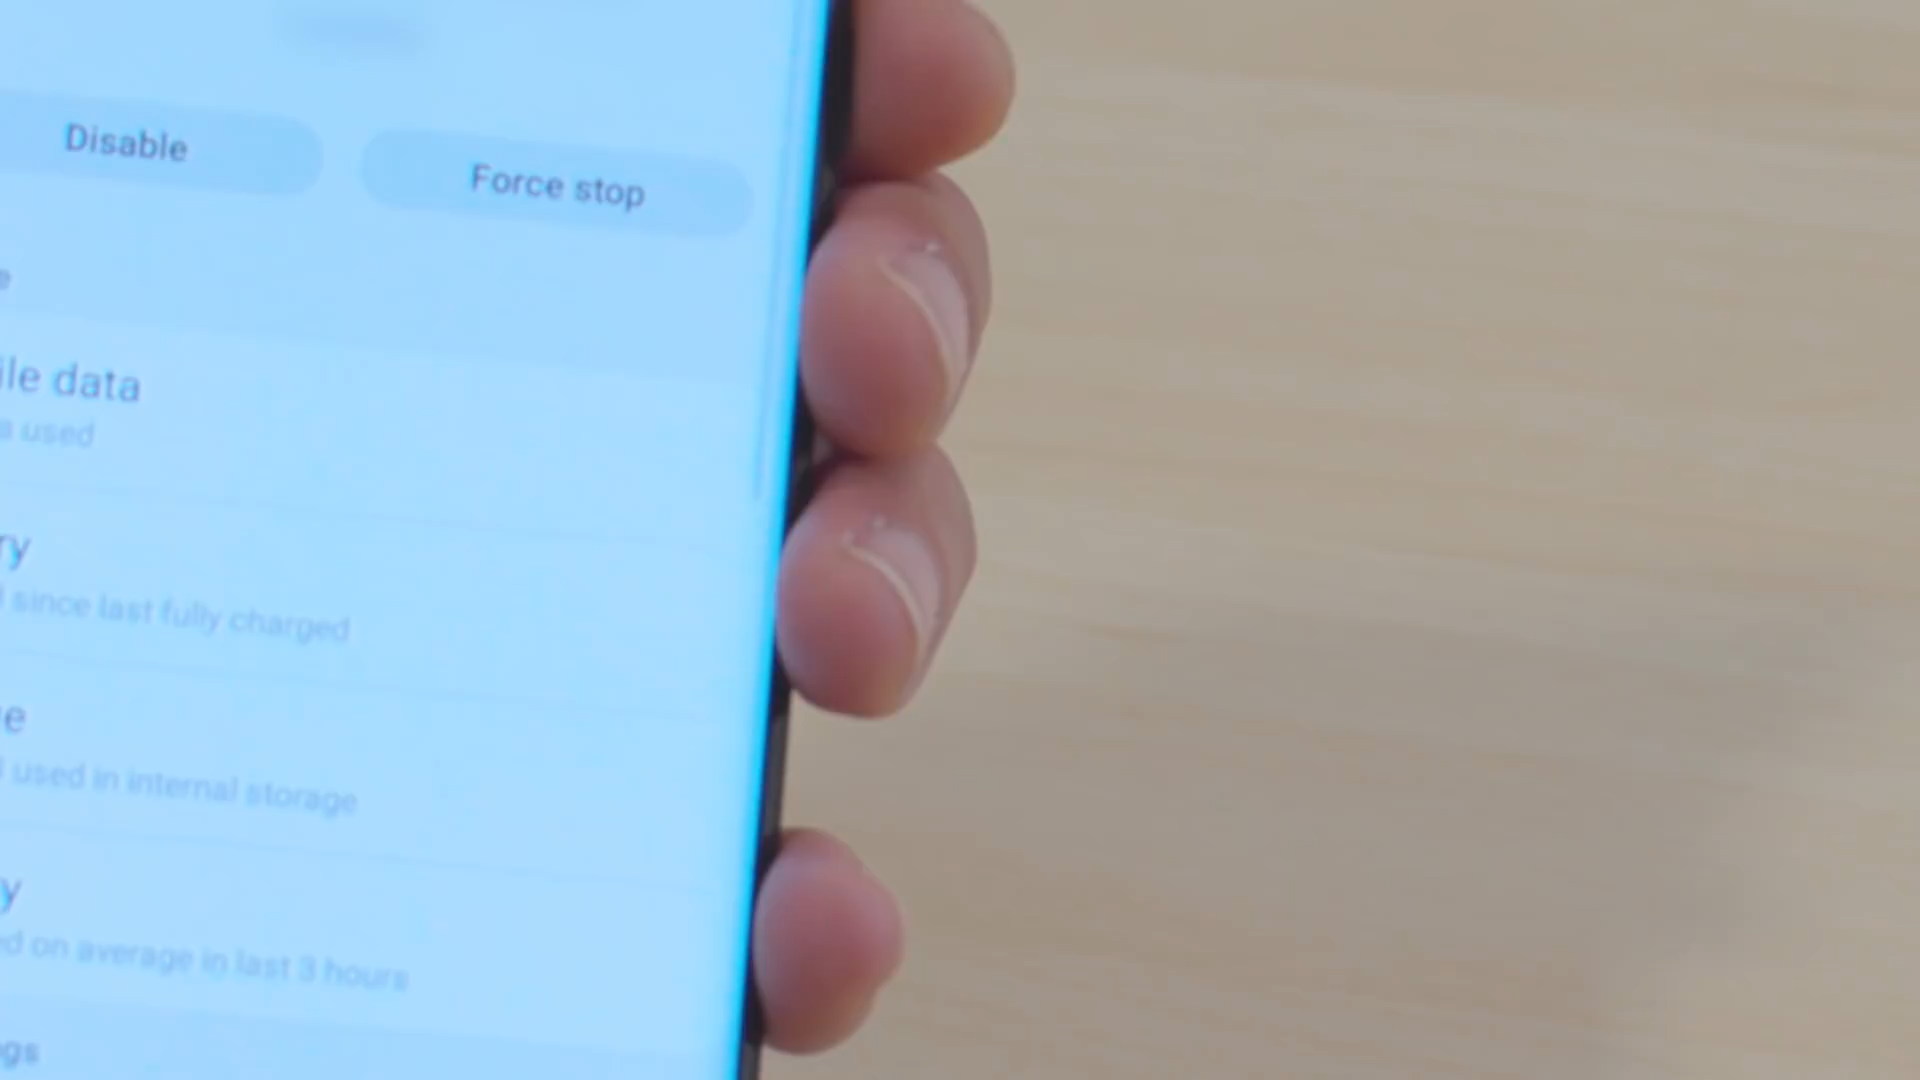 Disable
Force stop
e
ile data
a used
ry
since last fully charged
e
used in internal storage
y
ed on average in last 3 hours
gs